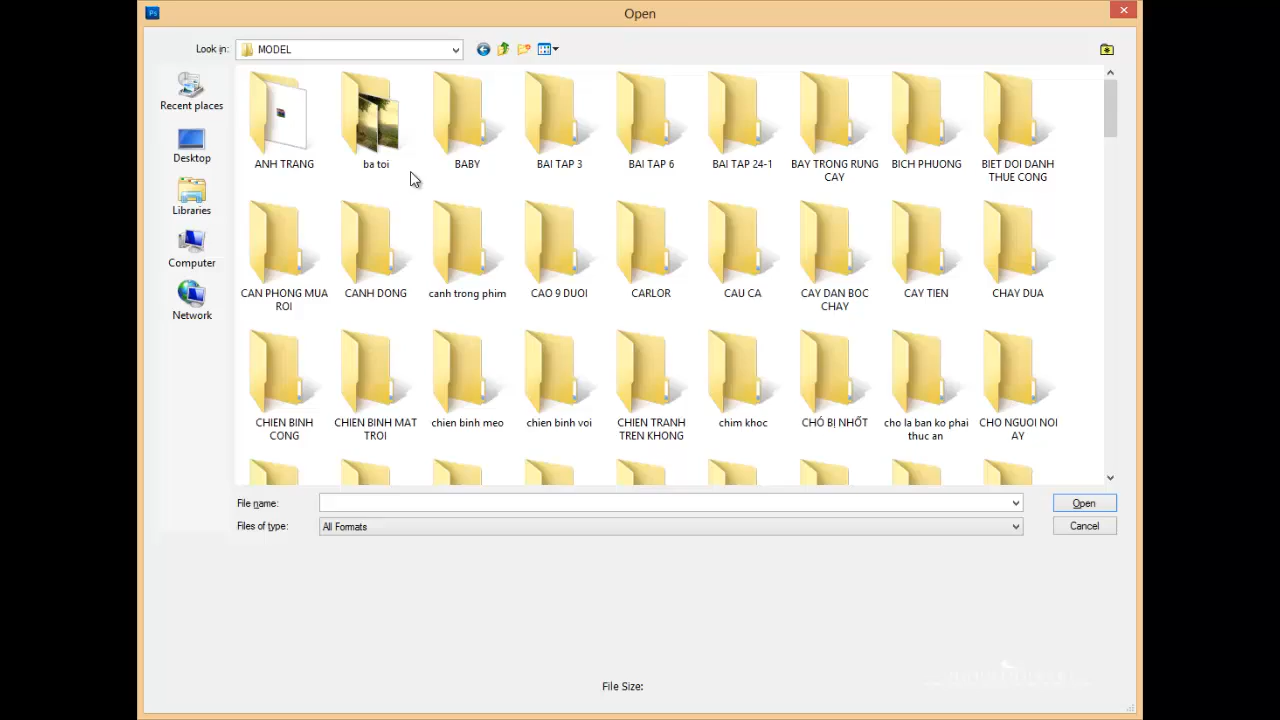 Ps
Open
Look in:
MODEL
Recent places
Desktop
Libraries
Computer
Network
ANH TRANG
ba toi
BABY
BAI TAP 3
BAI TAP 6
BAI TAP 24-1
BAY TRONG RUNG
CAY
BICH PHUONG
BIET DOI DANH
THUE CONG
CAN PHONG MUA
ROI
CANH DONG
canh trong phim
CAO 9 DUOI
CARLOR
CAU CA
CAY DAN BOC
CHAY
CAY TIEN
CHAY DUA
CHIEN BINH
CONG
CHIEN BINH MAT
TROI
chien binh meo
chien binh voi
CHIEN TRANH
TREN KHONG
chim khoc
CHÓ BỊ NHỐT
cho la ban ko phai
thuc an
CHO NGUOI NOI
AY
File name:
Open
Files of type:
All Formats
Cancel
File Size: